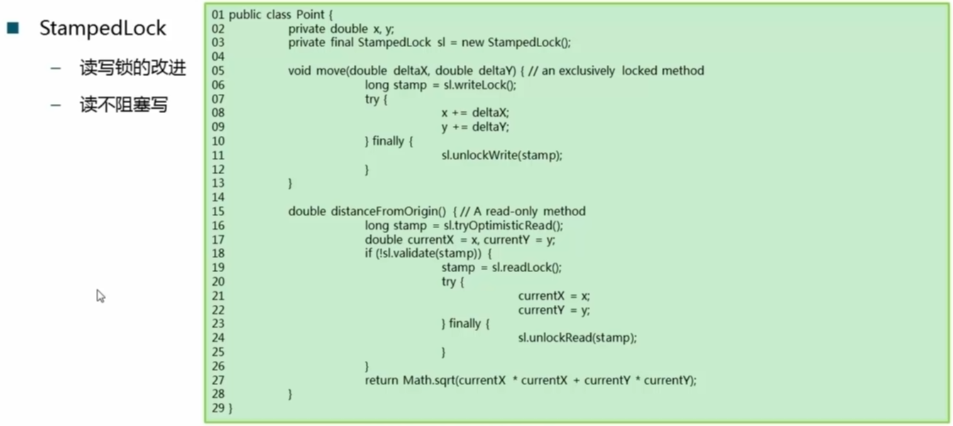 StampedLock
– 读写锁的改进
– 读不阻塞写
01 public class Point {
02 private double x, y;
03 private final StampedLock sl = new StampedLock();
04
05 void move(double deltaX, double deltaY) { // an exclusively locked method
06 long stamp = sl.writeLock();
07 try {
08 x += deltaX;
09 y += deltaY;
10 } finally {
11 sl.unlockWrite(stamp);
12 }
13 }
14
15 double distanceFromOrigin() { // A read-only method
16 long stamp = sl.tryOptimisticRead();
17 double currentX = x, currentY = y;
18 if (!sl.validate(stamp)) {
19 stamp = sl.readLock();
20 try {
21 currentX = x;
22 currentY = y;
23 } finally {
24 sl.unlockRead(stamp);
25 }
26 }
27 return Math.sqrt(currentX * currentX + currentY * currentY);
28 }
29 }